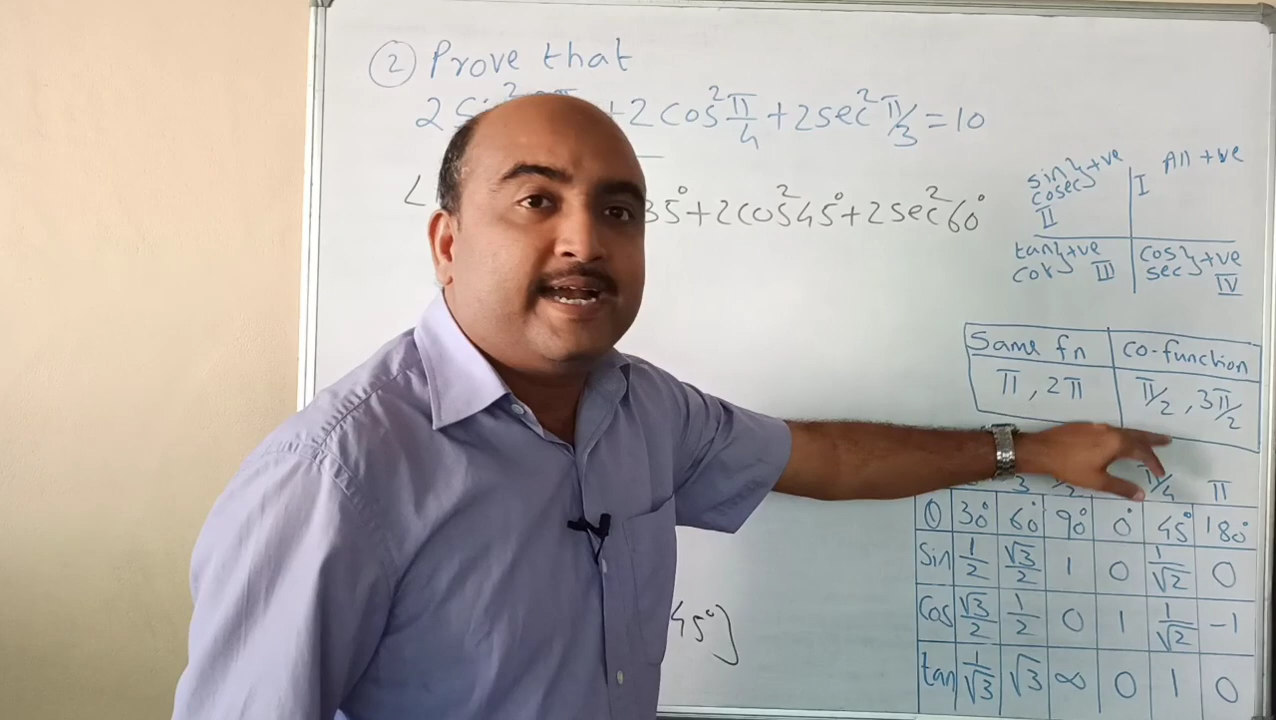 ② Prove that
2 +2cos²π/4+2sec²π/3=10
35°+2cos²45°+2sec²60°
45°)
sin cosec}+ve II
I All +ve
tan cot}+ve III
cos sec}+ve IV
Same fn co-function
π, 2π π/2, 3π/2
3 π/4 π
θ 30° 60° 90° 0° 45° 180°
Sin 1/2 √3/2 1 0 1/√2 0
Cos √3/2 1/2 0 1 1/√2 -1
tan 1/√3 √3 ∞ 0 1 0